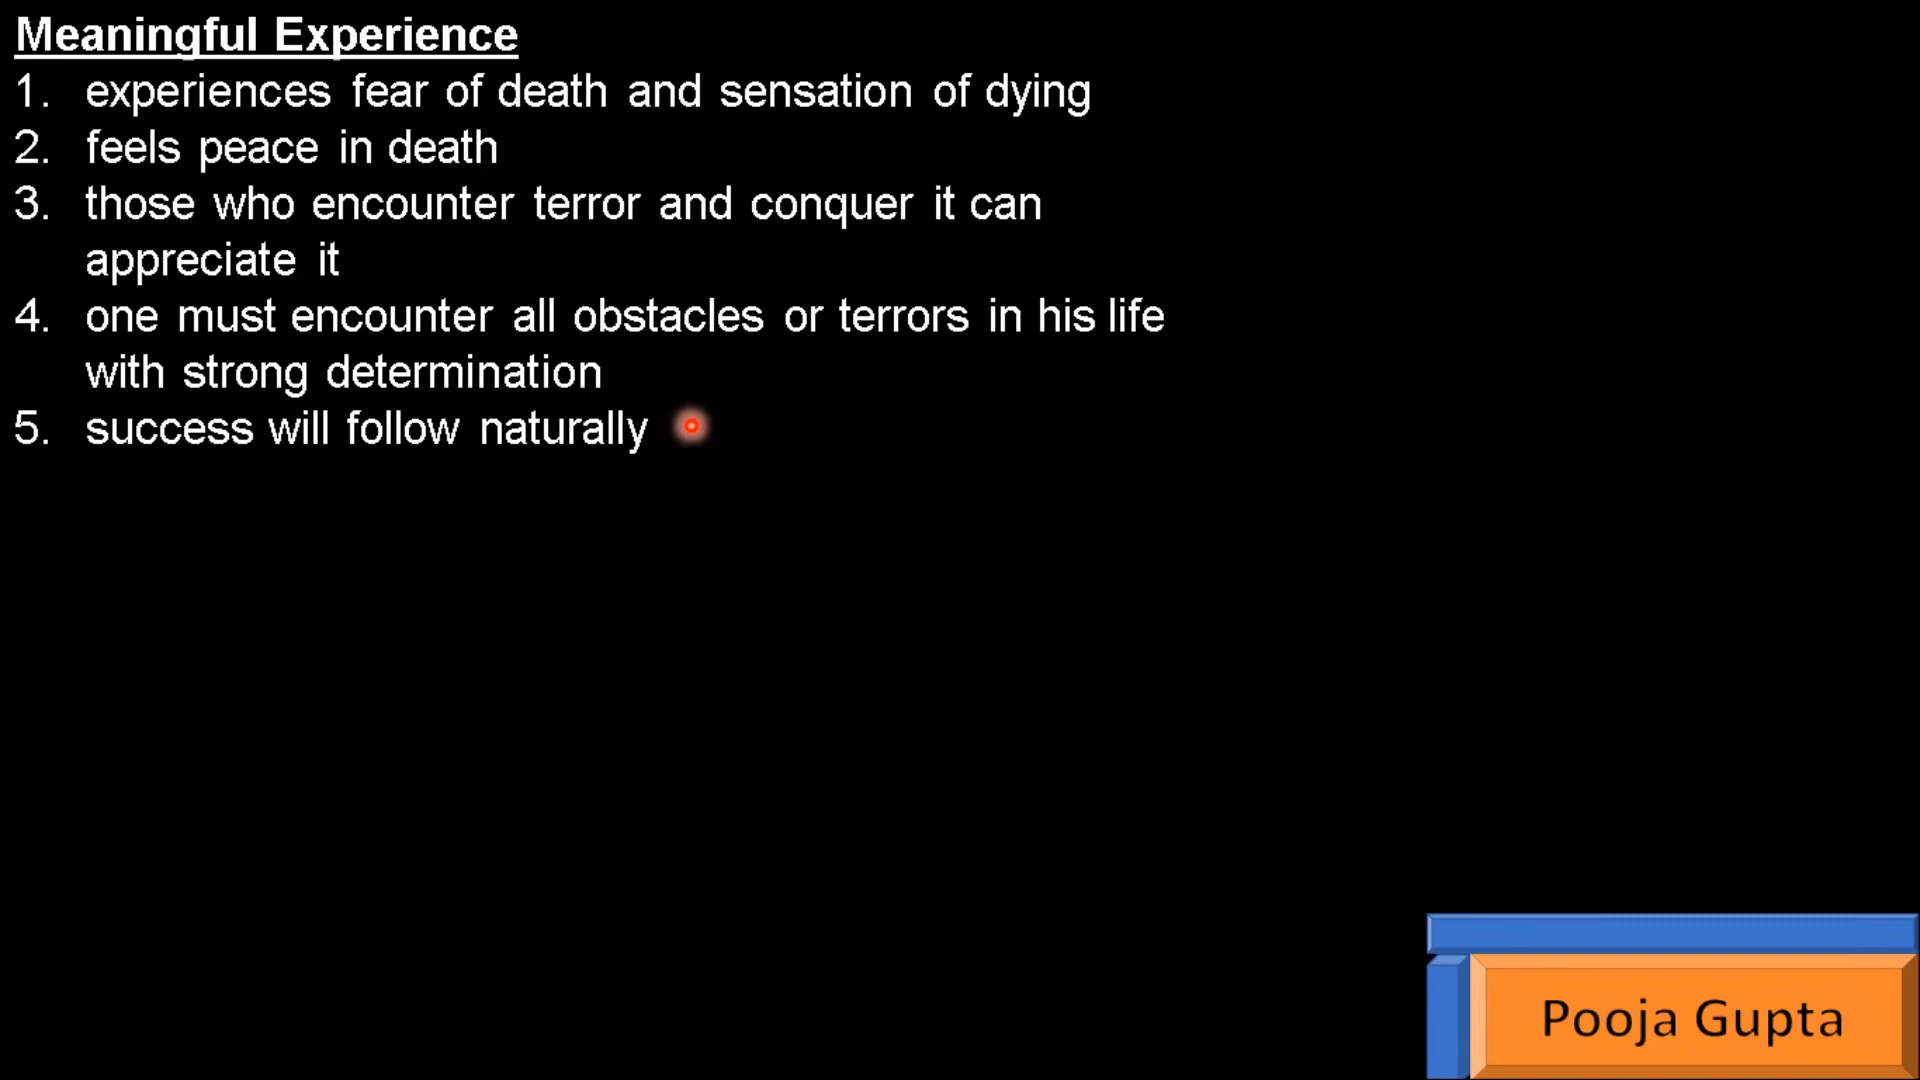 Meaningful Experience
1. experiences fear of death and sensation of dying
2. feels peace in death
3. those who encounter terror and conquer it can
appreciate it
4. one must encounter all obstacles or terrors in his life
with strong determination
5. success will follow naturally
Pooja Gupta